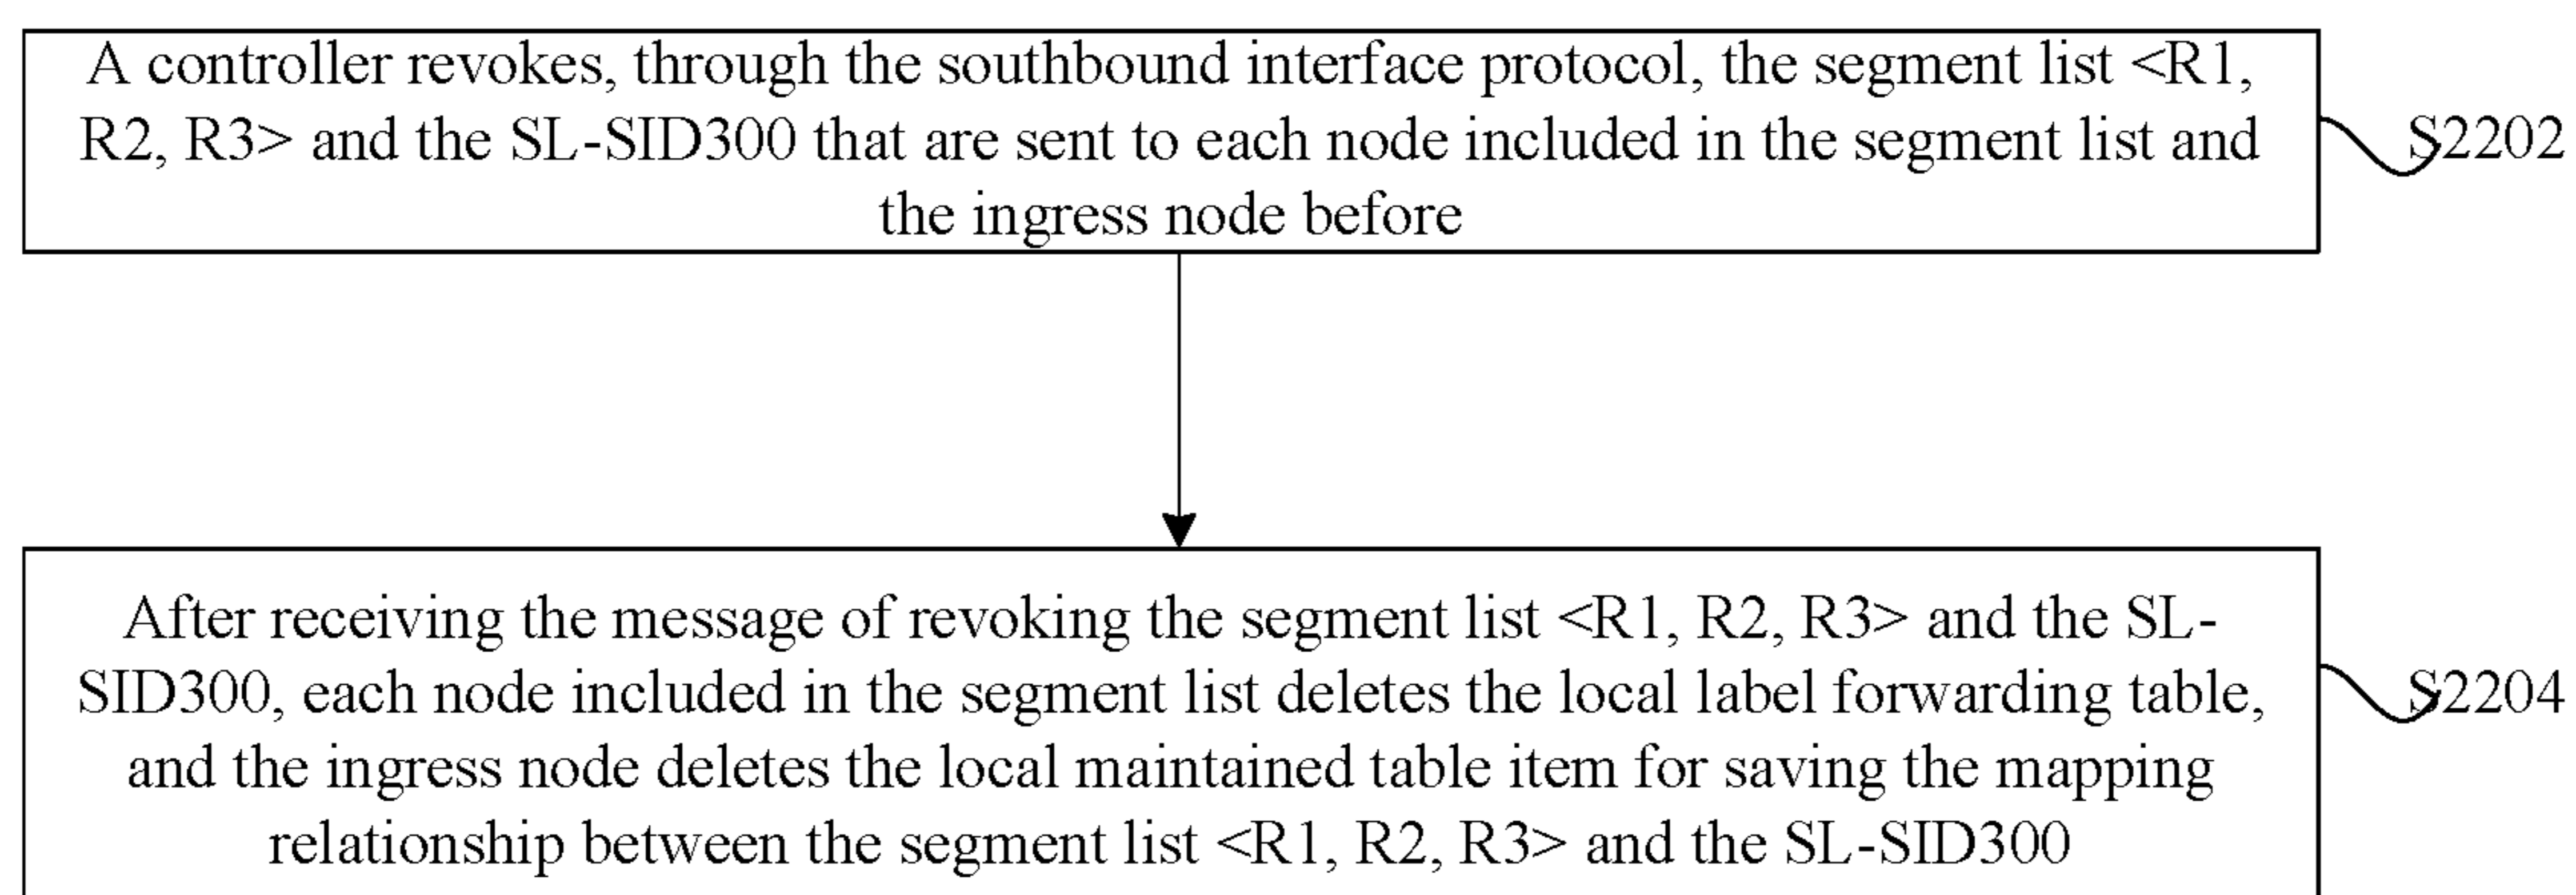 A controller revokes, through the southbound interface protocol, the segment list <R1,
R2, R3> and the SL-SID300 that are sent to each node included in the segment list and
the ingress node before
S2202
After receiving the message of revoking the segment list <R1, R2, R3> and the SL-
SID300, each node included in the segment list deletes the local label forwarding table,
and the ingress node deletes the local maintained table item for saving the mapping
relationship between the segment list <R1, R2, R3> and the SL-SID300
S2204